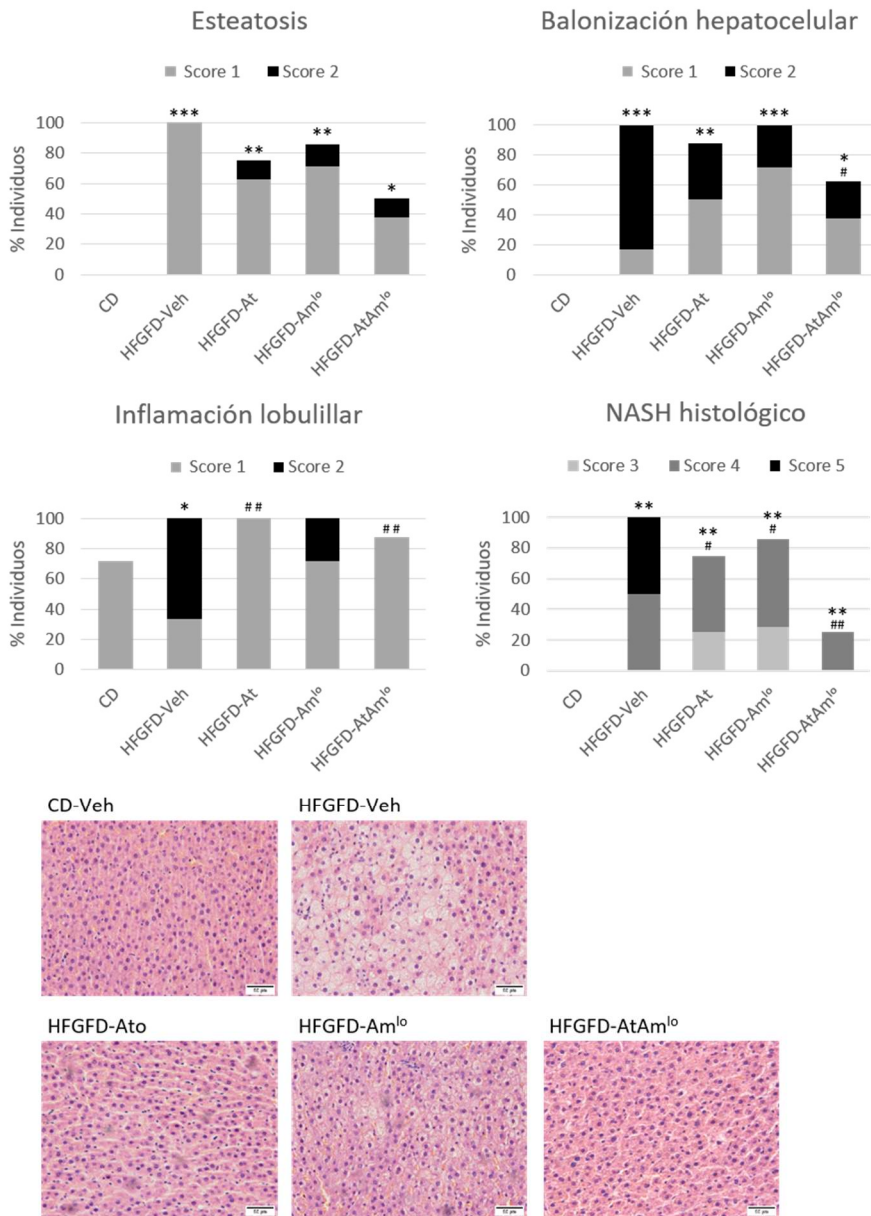 Esteatosis
Score 1 Score 2
% Individuos
100
80
60
40
20
0
***
**
**
*
CD
HFGFD-Veh
HFGFD-At
HFGFD-Amˡᵒ
HFGFD-AtAmˡᵒ
Balonización hepatocelular
Score 1 Score 2
% Individuos
100
80
60
40
20
0
***
**
***
*
#
CD
HFGFD-Veh
HFGFD-At
HFGFD-Amˡᵒ
HFGFD-AtAmˡᵒ
Inflamación lobulillar
Score 1 Score 2
% Individuos
100
80
60
40
20
0
*
##
##
CD
HFGFD-Veh
HFGFD-At
HFGFD-Amˡᵒ
HFGFD-AtAmˡᵒ
NASH histológico
Score 3 Score 4 Score 5
% Individuos
100
80
60
40
20
0
**
**
#
**
#
**
##
CD
HFGFD-Veh
HFGFD-At
HFGFD-Amˡᵒ
HFGFD-AtAmˡᵒ
CD-Veh HFGFD-Veh
HFGFD-Ato HFGFD-Amˡᵒ HFGFD-AtAmˡᵒ